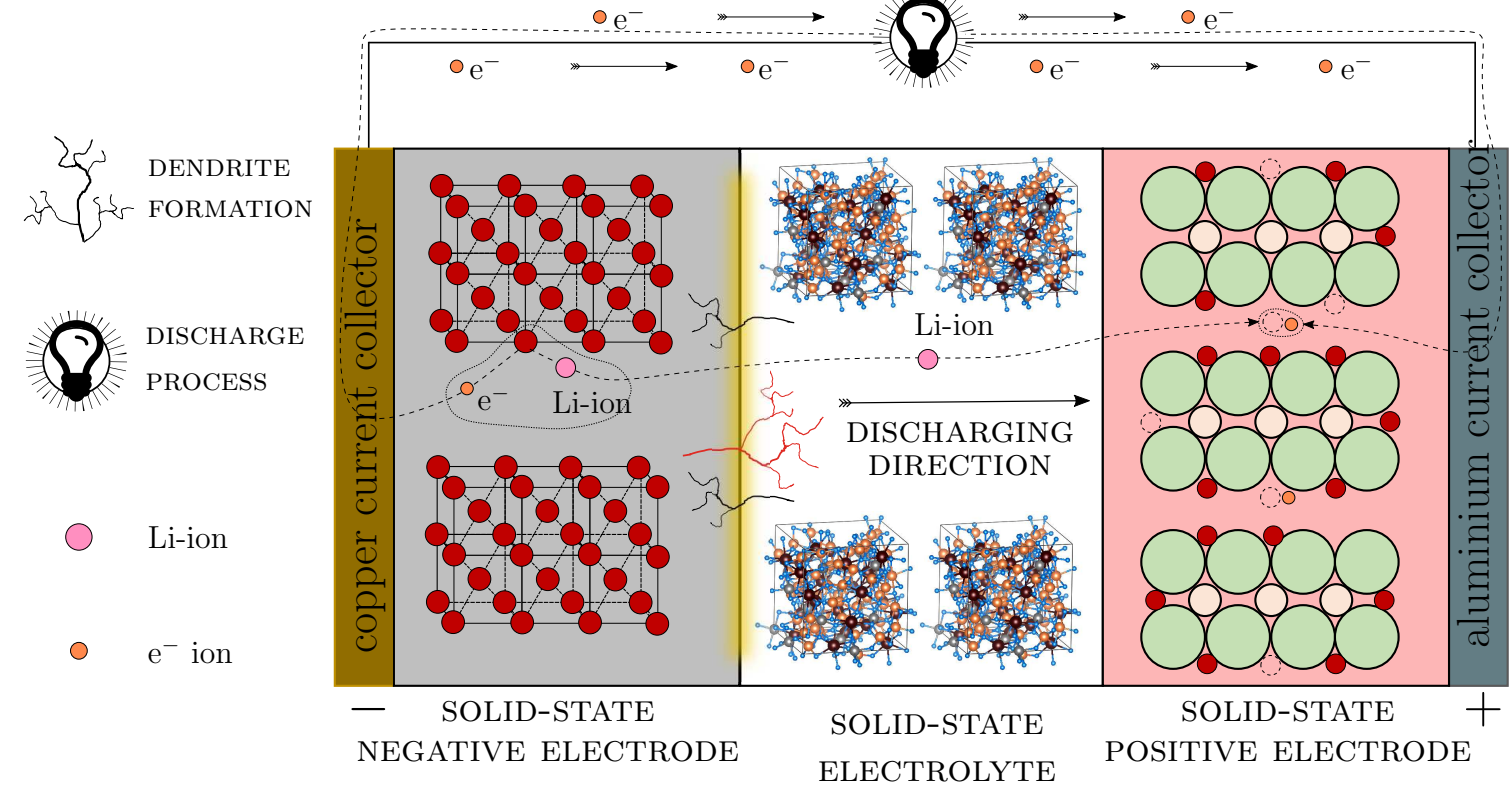 e⁻
e⁻
e⁻
e⁻
e⁻
e⁻
DENDRITE
FORMATION
DISCHARGE
PROCESS
Li-ion
e⁻ ion
copper current collector
e⁻
Li-ion
Li-ion
DISCHARGING
DIRECTION
aluminium current collector
−
SOLID-STATE
NEGATIVE ELECTRODE
SOLID-STATE
ELECTROLYTE
SOLID-STATE
POSITIVE ELECTRODE
+